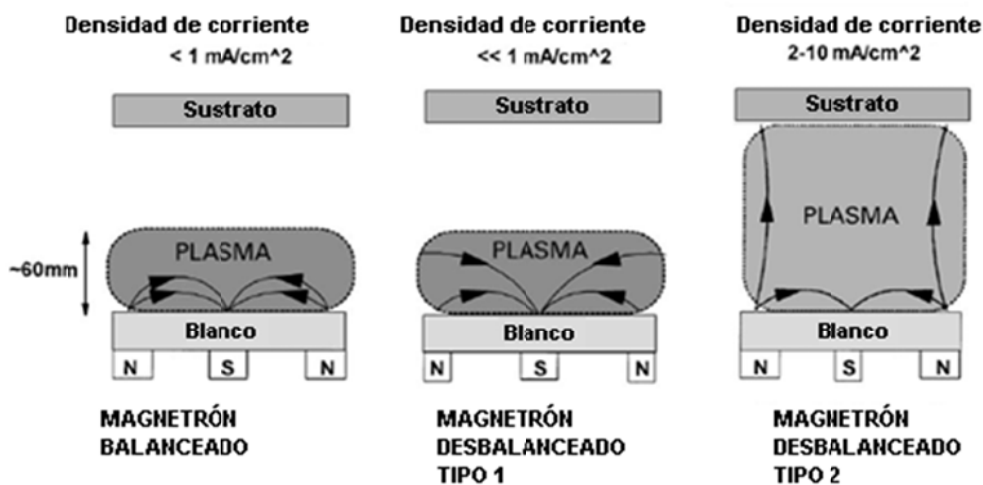 Densidad de corriente
< 1 mA/cm^2
Sustrato
~60mm
PLASMA
Blanco
N S N
MAGNETRÓN
BALANCEADO
Densidad de corriente
<< 1 mA/cm^2
Sustrato
PLASMA
Blanco
N S N
MAGNETRÓN
DESBALANCEADO
TIPO 1
Densidad de corriente
2-10 mA/cm^2
Sustrato
PLASMA
Blanco
N S N
MAGNETRÓN
DESBALANCEADO
TIPO 2